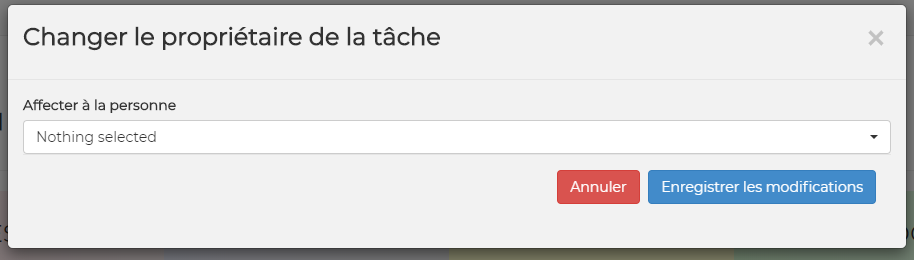 Changer le propriétaire de la tâche
×
Affecter à la personne
Nothing selected
Annuler
Enregistrer les modifications